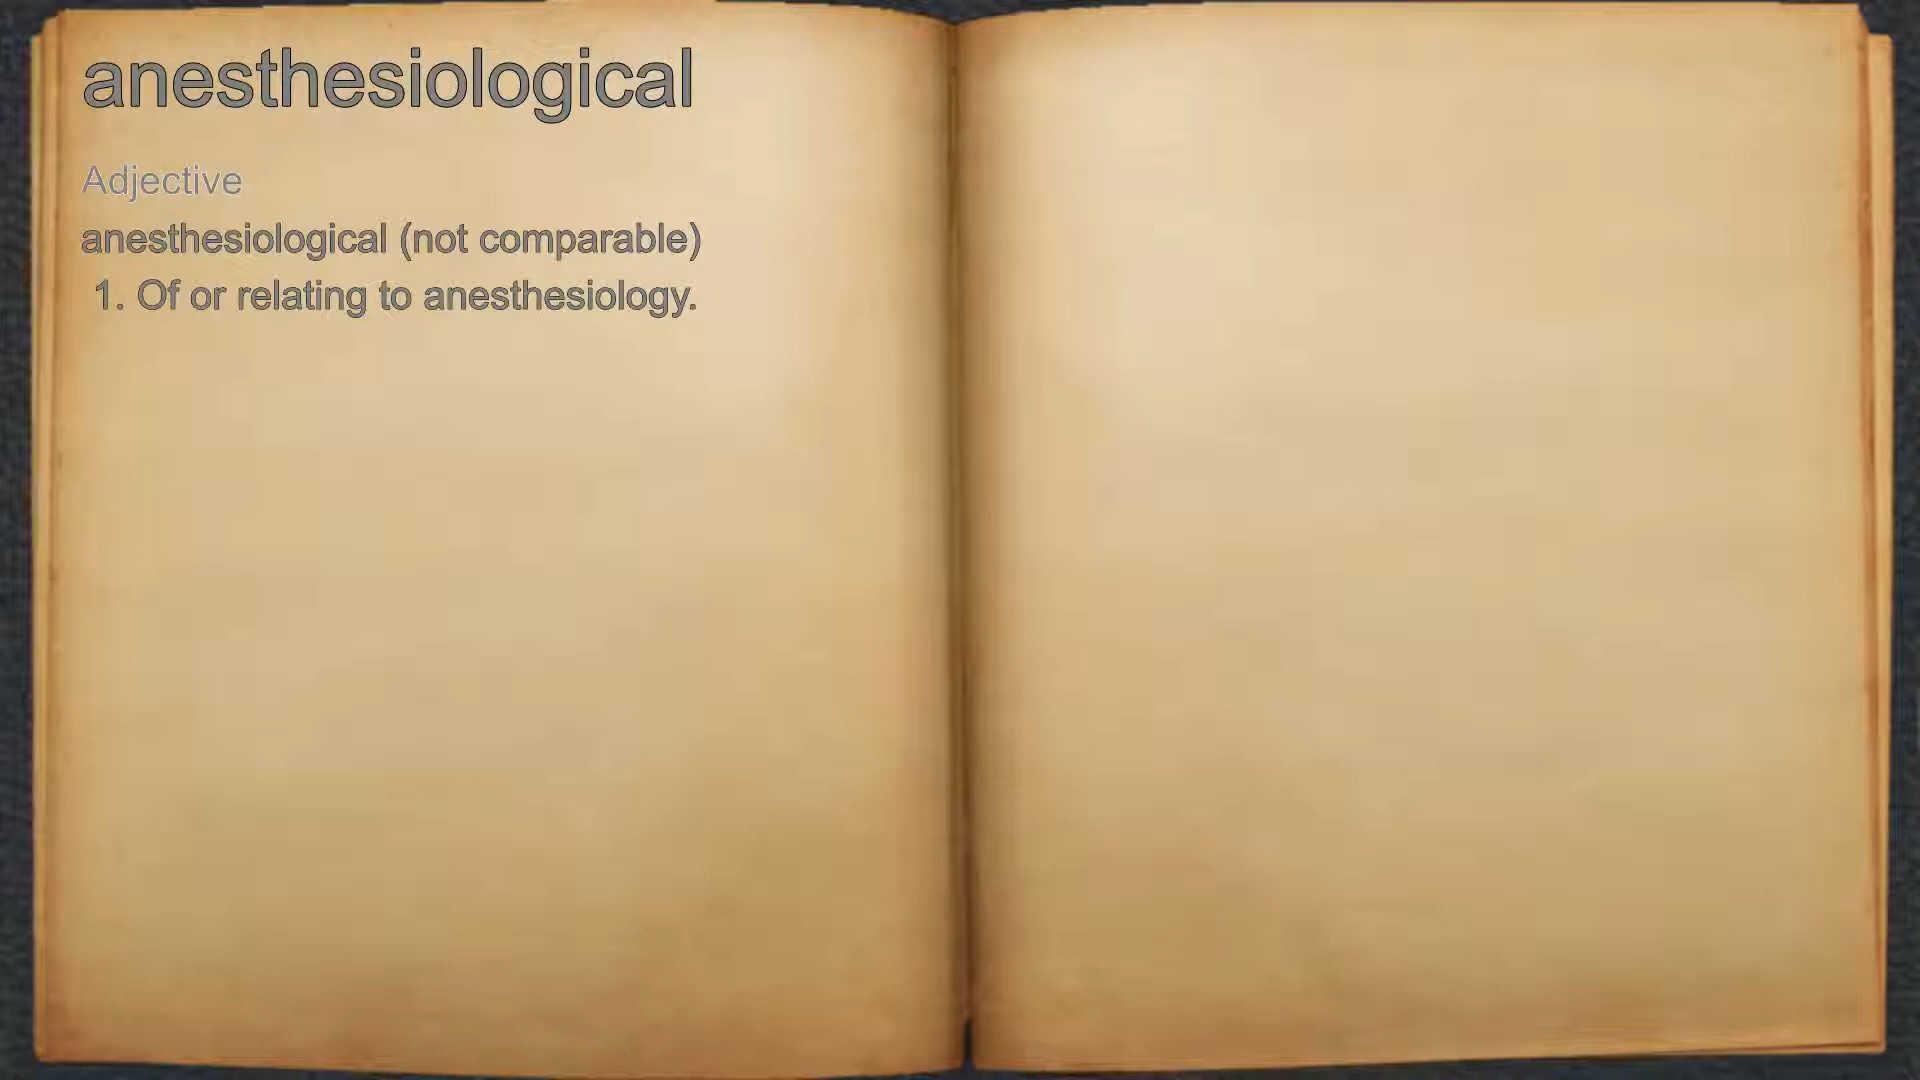 anesthesiological
Adjective
anesthesiological (not comparable)
1. Of or relating to anesthesiology.